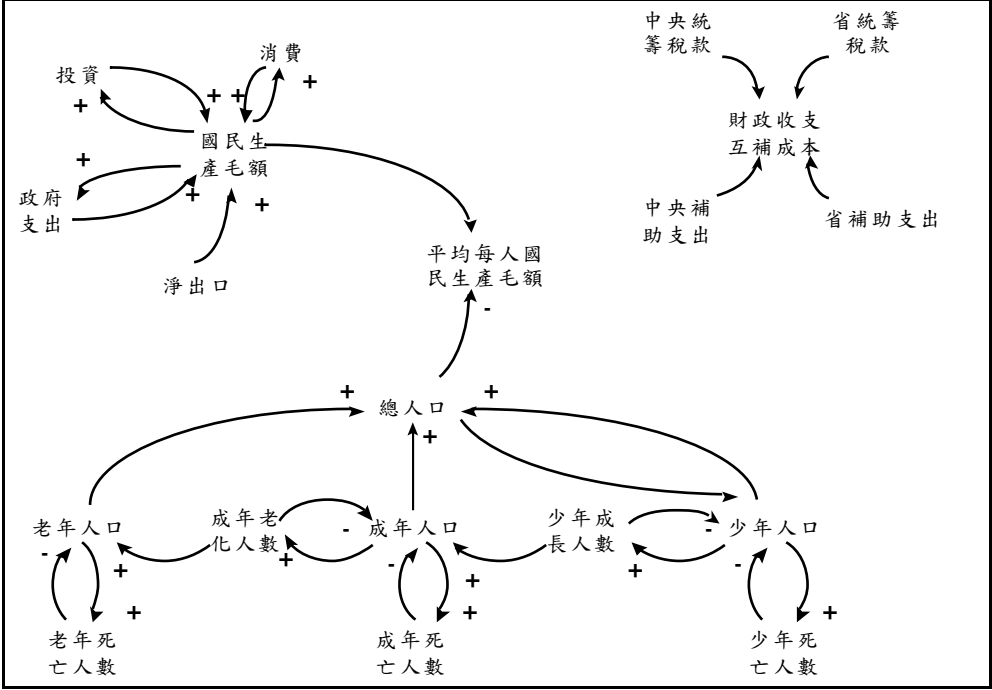 中央統
籌稅款
省統籌
稅款
消費
投資
+
+
+
+
國民生
產毛額
財政收支
互補成本
+
政府
支出
+
+
中央補
助支出
省補助支出
淨出口
平均每人國
民生產毛額
-
+
總人口
+
+
老年人口
成年老
化人數
-
成年人口
少年成
長人數
-
少年人口
-
+
+
-
+
+
-
+
+
+
老年死
亡人數
成年死
亡人數
少年死
亡人數